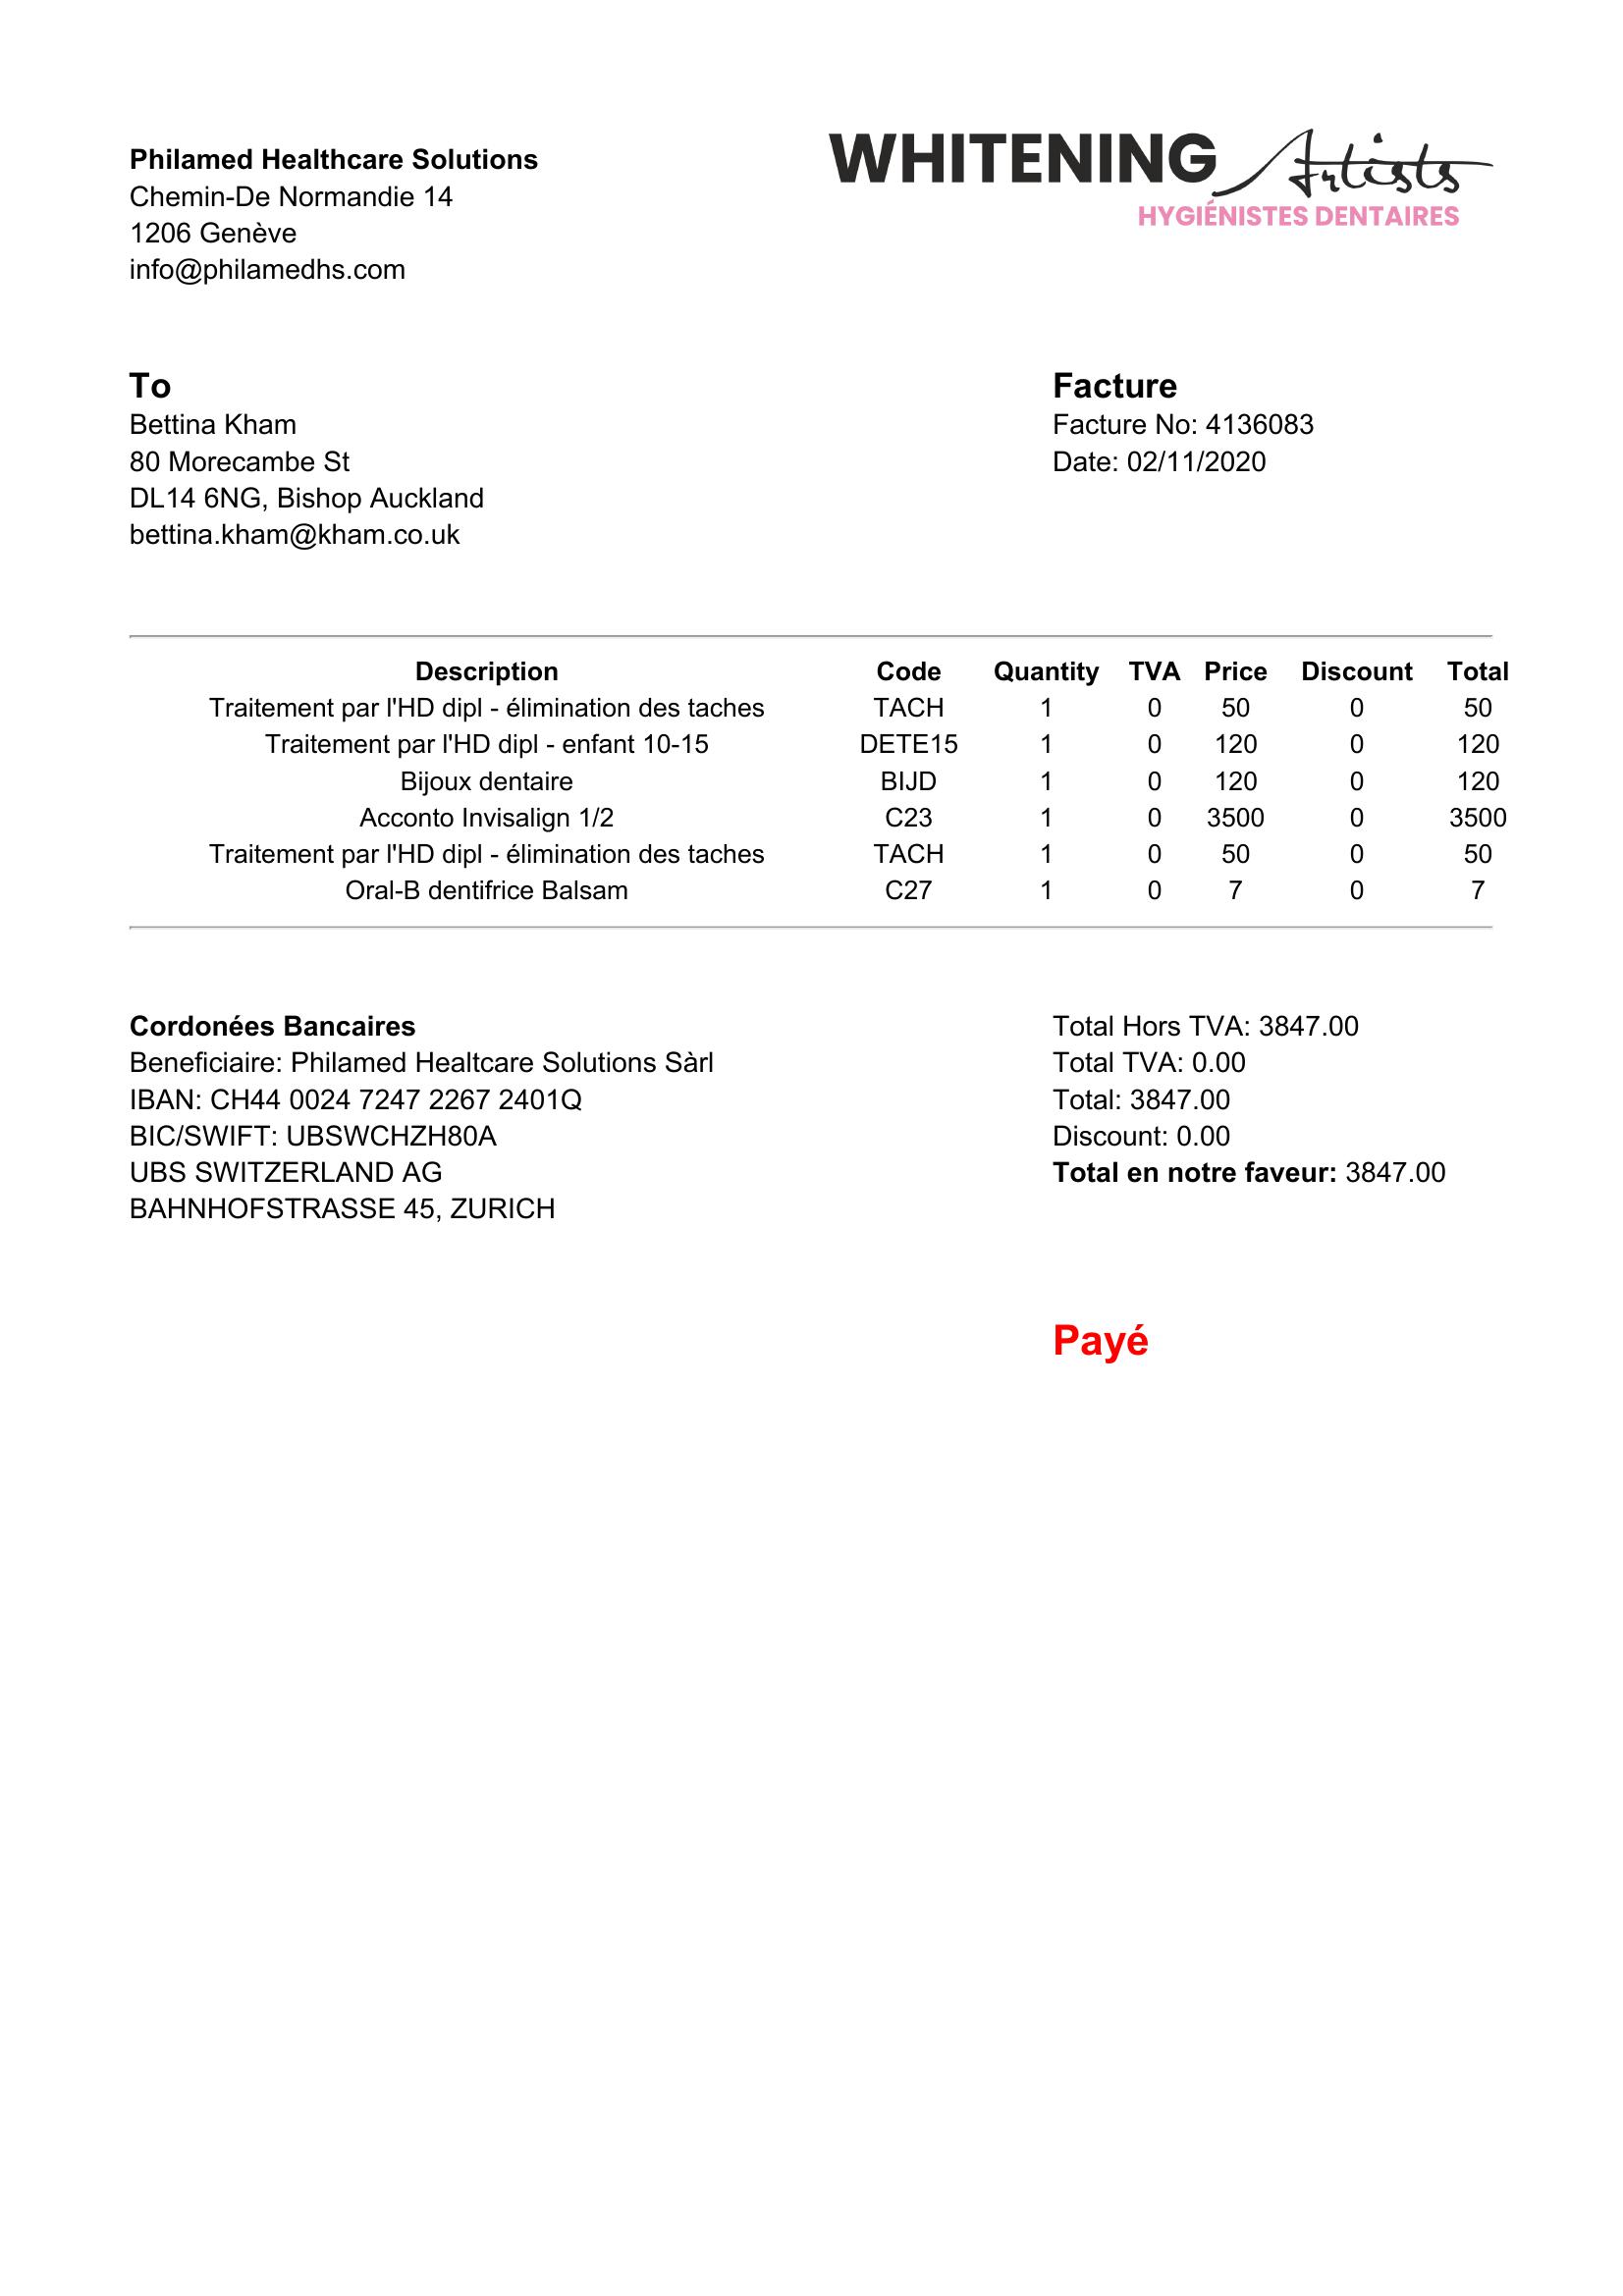 Philamed Healthcare Solutions
Chemin-De Normandie 14
1206 Genève
info@philamedhs.com
WHITENING Artists
HYGIÉNISTES DENTAIRES
To
Bettina Kham
80 Morecambe St
DL14 6NG, Bishop Auckland
bettina.kham@kham.co.uk
Facture
Facture No: 4136083
Date: 02/11/2020
Description Code Quantity TVA Price Discount Total
Traitement par l'HD dipl - élimination des taches TACH 1 0 50 0 50
Traitement par l'HD dipl - enfant 10-15 DETE15 1 0 120 0 120
Bijoux dentaire BIJD 1 0 120 0 120
Acconto Invisalign 1/2 C23 1 0 3500 0 3500
Traitement par l'HD dipl - élimination des taches TACH 1 0 50 0 50
Oral-B dentifrice Balsam C27 1 0 7 0 7
Cordonées Bancaires
Beneficiaire: Philamed Healtcare Solutions Sàrl
IBAN: CH44 0024 7247 2267 2401Q
BIC/SWIFT: UBSWCHZH80A
UBS SWITZERLAND AG
BAHNHOFSTRASSE 45, ZURICH
Total Hors TVA: 3847.00
Total TVA: 0.00
Total: 3847.00
Discount: 0.00
Total en notre faveur: 3847.00
Payé